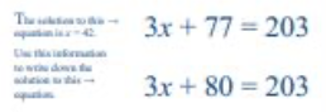 The solution to this →
equation is x = 42.
3x + 77 = 203
Use this information
to write down the
solution to this →
equation.
3x + 80 = 203